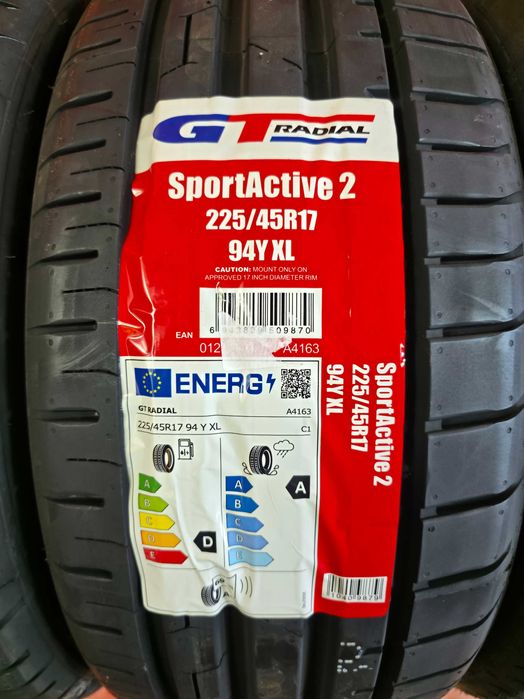 GT RADIAL
SportActive 2
225/45R17
94Y XL
CAUTION: MOUNT ONLY ON
APPROVED 17 INCH DIAMETER RIM
EAN
A4163
ENERG
GT RADIAL A4163
225/45R17 94 Y XL C1
A A A
B B
C C
D D D
E E
A
SportActive 2
225/45R17
94Y XL
10409879